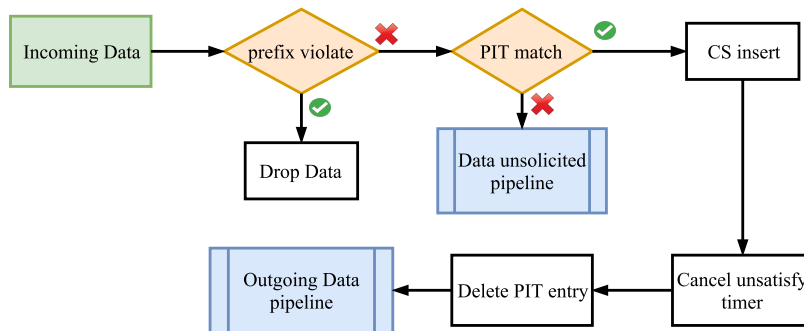 Incoming Data
prefix violate
PIT match
CS insert
Drop Data
Data unsolicited
pipeline
Outgoing Data
pipeline
Delete PIT entry
Cancel unsatisfy
timer